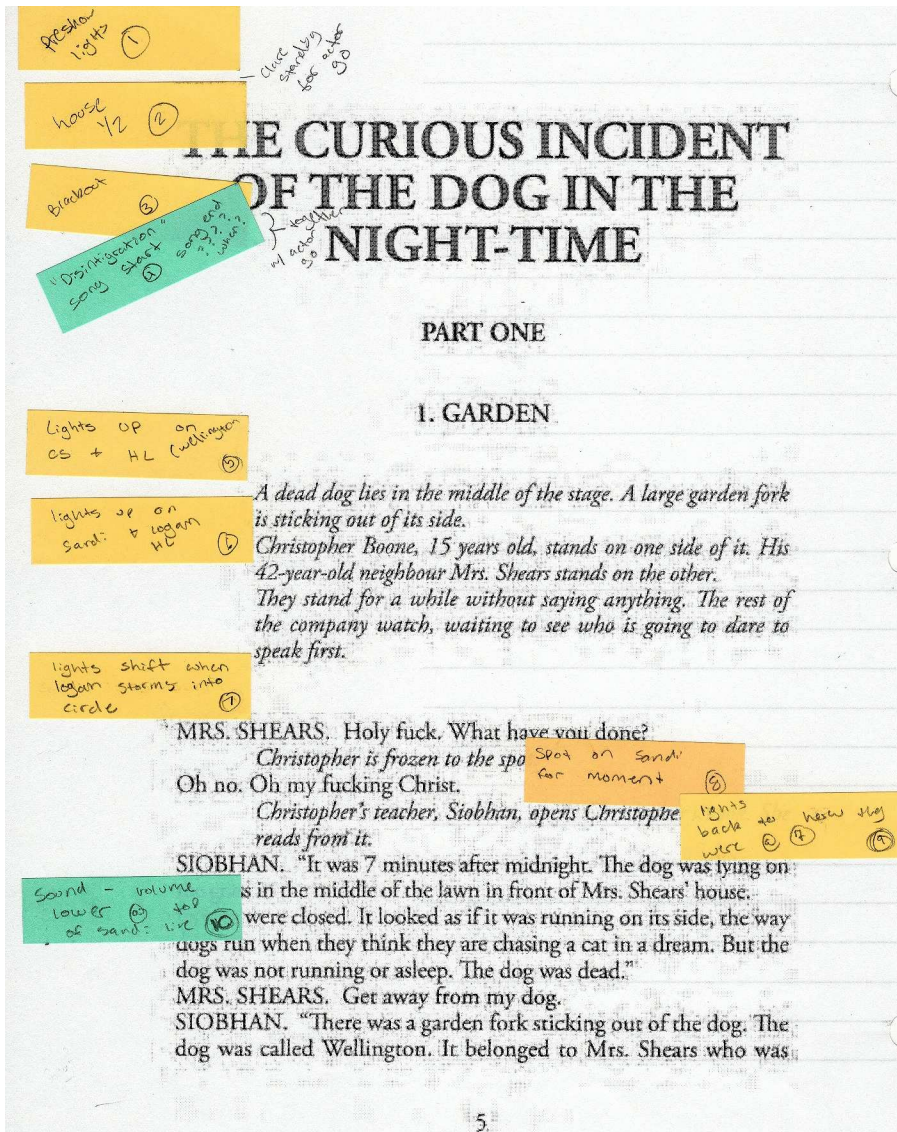 Preshow
lights 1
Clare
standby
for actor
go
house
1/2 2
THE CURIOUS INCIDENT
OF THE DOG IN THE
NIGHT-TIME
Blackout
3
"Disintigration"
song start
4
song end
????
when?
together
w/ actor
go
PART ONE
1. GARDEN
Lights up on
CS + HL (wellington
5
A dead dog lies in the middle of the stage. A large garden fork
is sticking out of its side.
lights up on
Sandi + logan
HL 6
Christopher Boone, 15 years old, stands on one side of it. His
42-year-old neighbour Mrs. Shears stands on the other.
They stand for a while without saying anything. The rest of
the company watch, waiting to see who is going to dare to
speak first.
lights shift when
logan storms into
circle 7
MRS. SHEARS. Holy fuck. What have you done?
Christopher is frozen to the spo
Spot on Sandi
for moment 8
Oh no. Oh my fucking Christ.
Christopher's teacher, Siobhan, opens Christophe
reads from it.
lights
back to how they
were @ 7 9
SIOBHAN. "It was 7 minutes after midnight. The dog was lying on
ss in the middle of the lawn in front of Mrs. Shears' house.
Sound - volume
lower @ top
of sandi line 10
were closed. It looked as if it was running on its side, the way
dogs run when they think they are chasing a cat in a dream. But the
dog was not running or asleep. The dog was dead."
MRS. SHEARS. Get away from my dog.
SIOBHAN. "There was a garden fork sticking out of the dog. The
dog was called Wellington. It belonged to Mrs. Shears who was
5